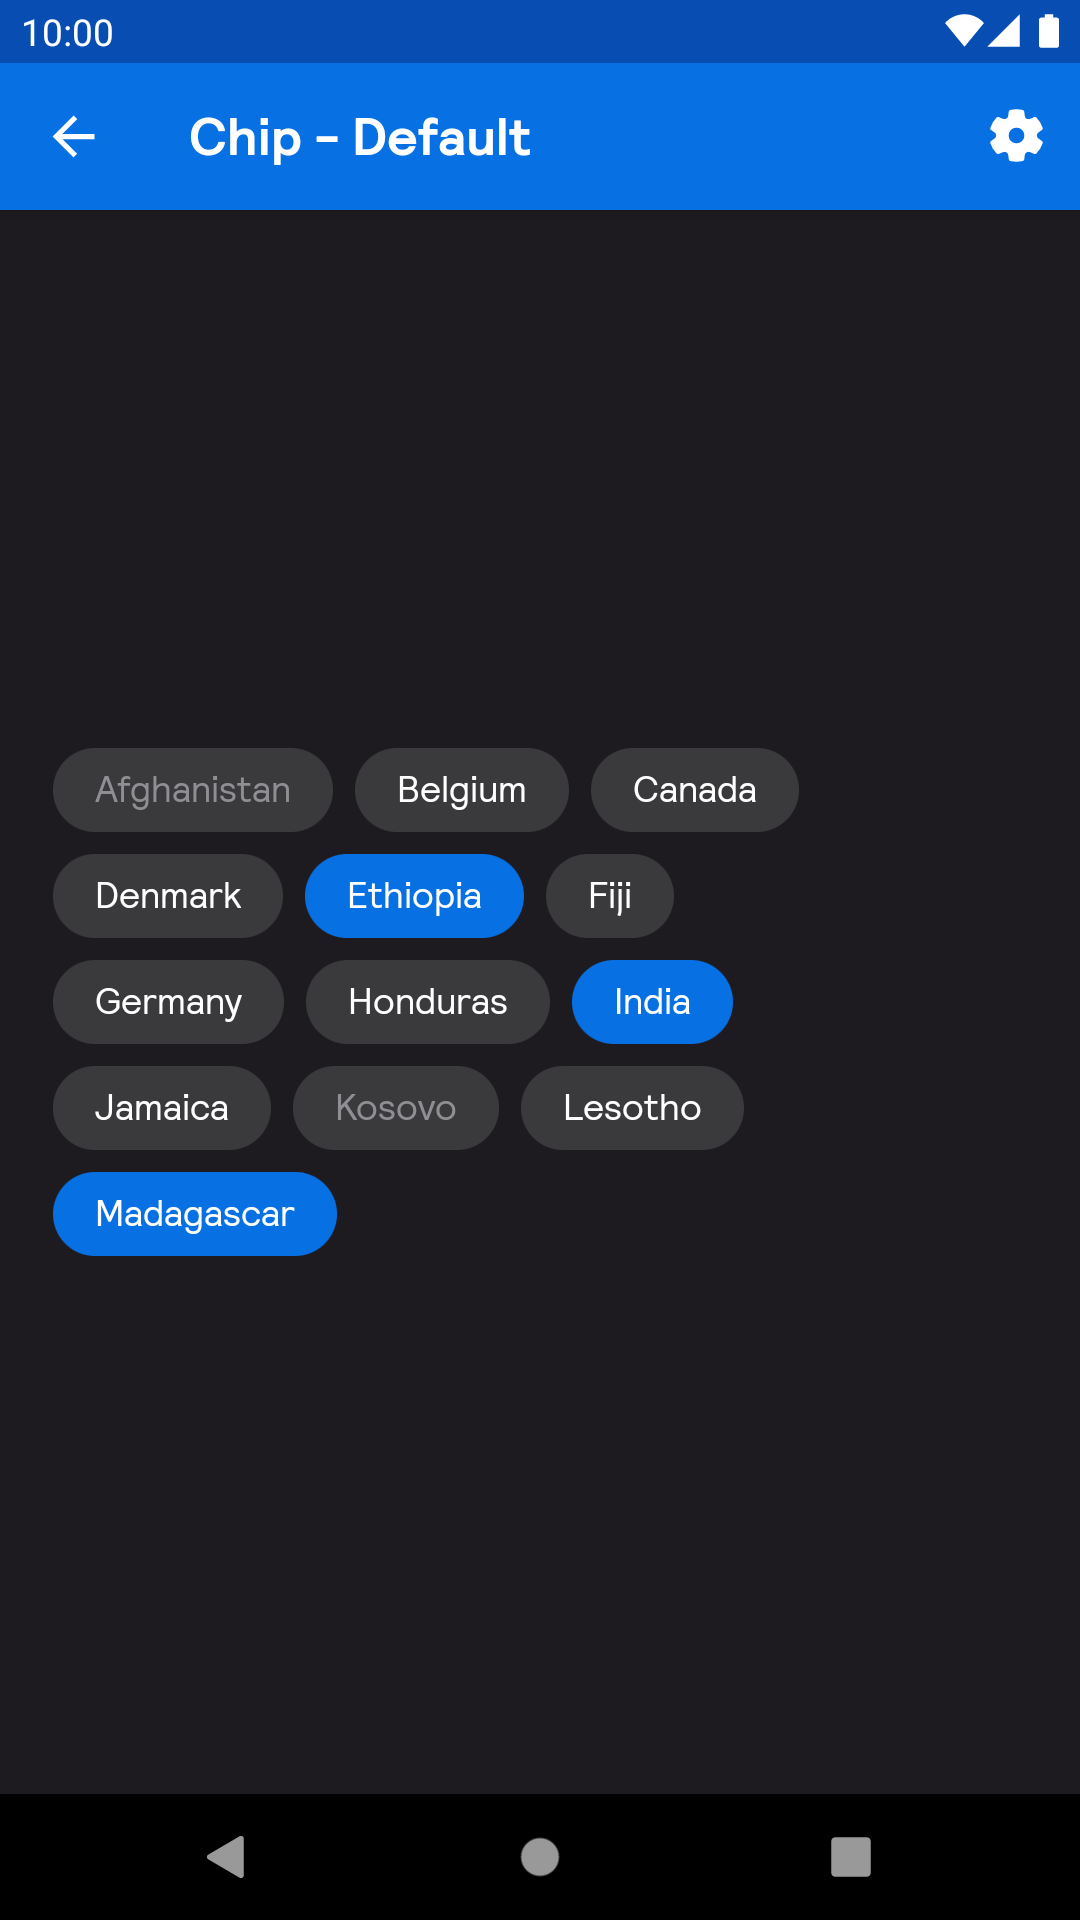 10:00
Chip - Default
Afghanistan Belgium Canada
Denmark Ethiopia Fiji
Germany Honduras India
Jamaica Kosovo Lesotho
Madagascar